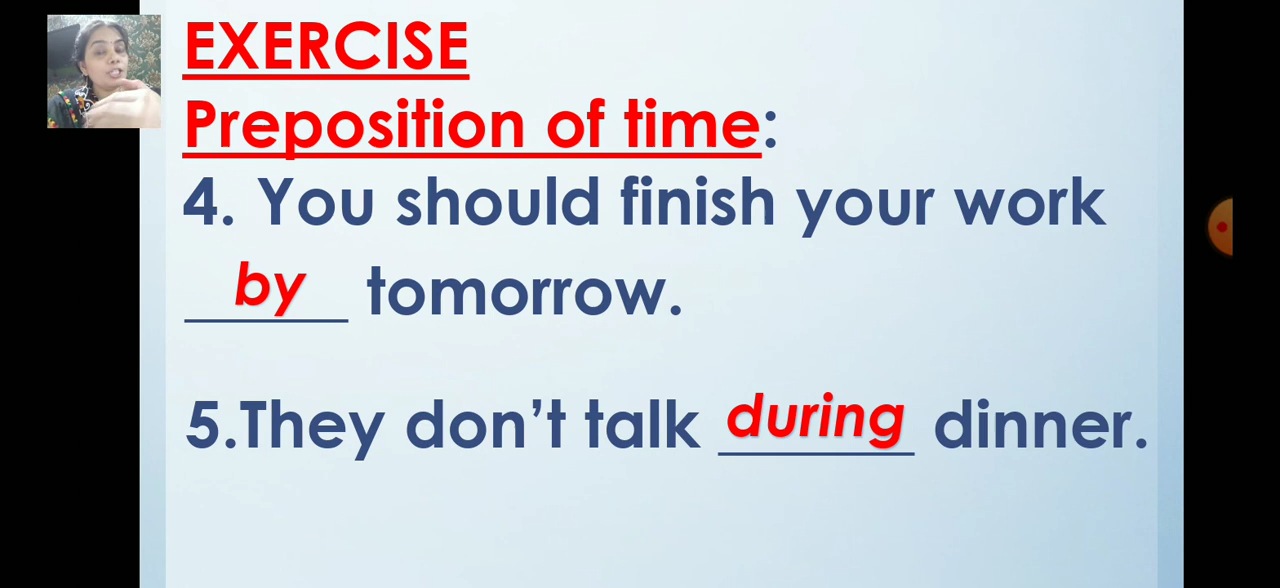 EXERCISE
Preposition of time:
4. You should finish your work
by tomorrow.
5.They don’t talk during dinner.